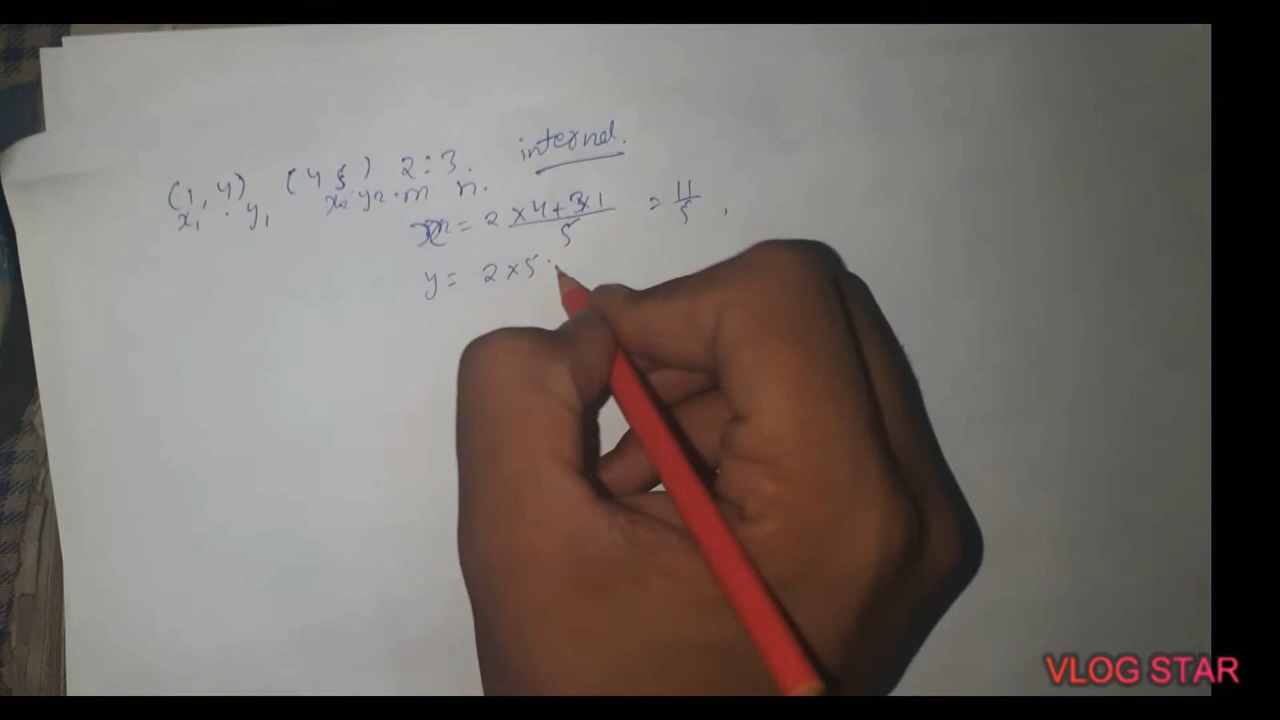 internal.
(1, 4) (4 5) 2:3.
x₁ . y₁ x₂ y₂ . m n.
x = 2 × 4 + 3×1 / 5 = 11/5 ,
y = 2 × 5
VLOG STAR